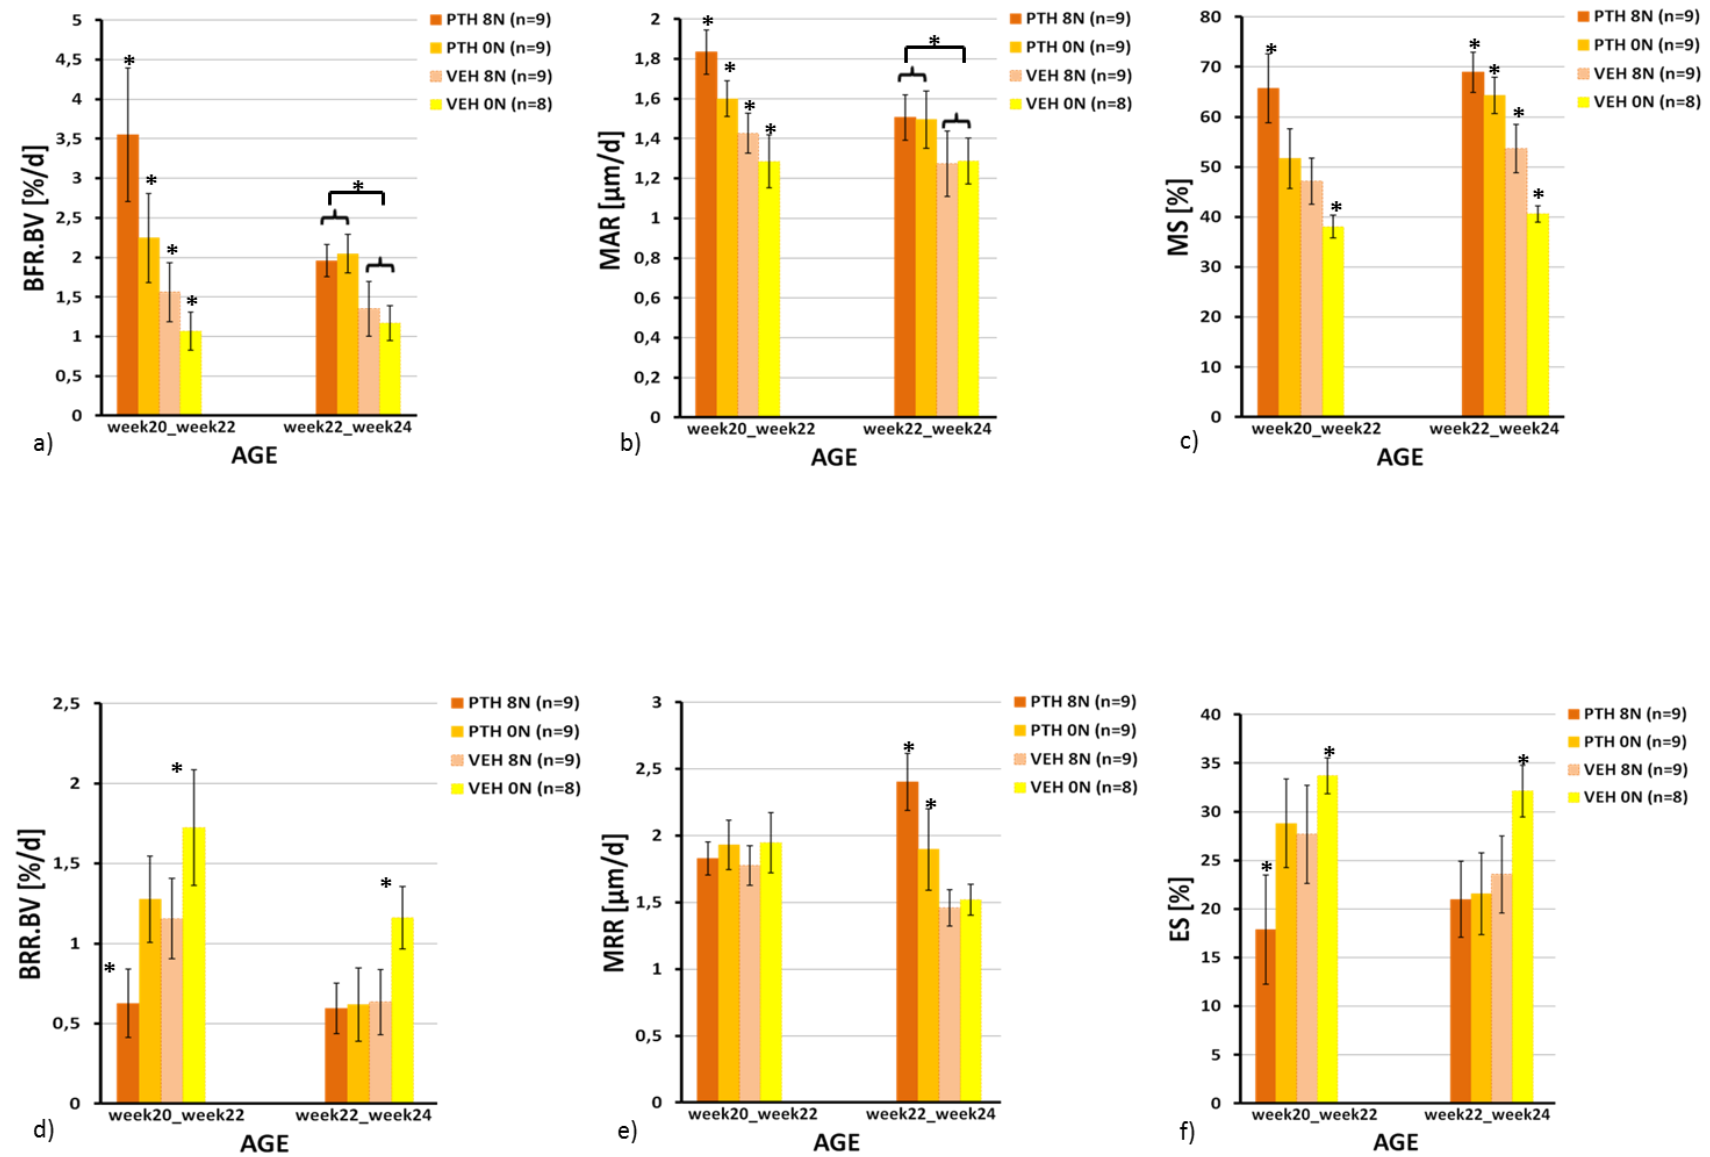 5
4,5
4
3,5
3
2,5
2
1,5
1
0,5
0
BFR.BV [%/d]
* * * * *
week20_week22 week22_week24
AGE
a)
PTH 8N (n=9)
PTH 0N (n=9)
VEH 8N (n=9)
VEH 0N (n=8)
2
1,8
1,6
1,4
1,2
1
0,8
0,6
0,4
0,2
0
MAR [µm/d]
* * * * *
week20_week22 week22_week24
AGE
b)
PTH 8N (n=9)
PTH 0N (n=9)
VEH 8N (n=9)
VEH 0N (n=8)
80
70
60
50
40
30
20
10
0
MS [%]
* * * * * *
week20_week22 week22_week24
AGE
c)
PTH 8N (n=9)
PTH 0N (n=9)
VEH 8N (n=9)
VEH 0N (n=8)
2,5
2
1,5
1
0,5
0
BRR.BV [%/d]
* * *
week20_week22 week22_week24
AGE
d)
PTH 8N (n=9)
PTH 0N (n=9)
VEH 8N (n=9)
VEH 0N (n=8)
3
2,5
2
1,5
1
0,5
0
MRR [µm/d]
* *
week20_week22 week22_week24
AGE
e)
PTH 8N (n=9)
PTH 0N (n=9)
VEH 8N (n=9)
VEH 0N (n=8)
40
35
30
25
20
15
10
5
0
ES [%]
* * *
week20_week22 week22_week24
AGE
f)
PTH 8N (n=9)
PTH 0N (n=9)
VEH 8N (n=9)
VEH 0N (n=8)